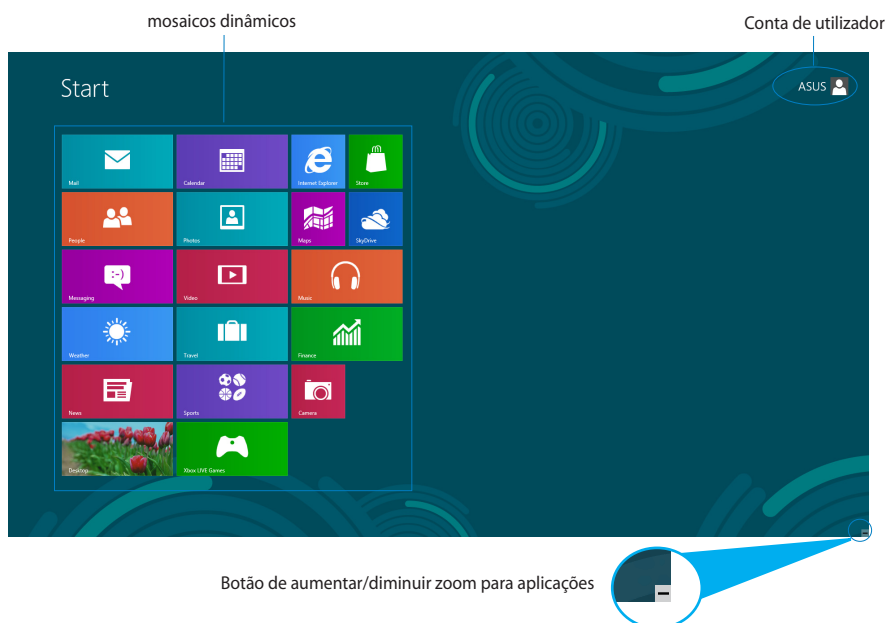 mosaicos dinâmicos
Conta de utilizador
Start
ASUS
Mail
Calendar
Internet Explorer
Store
People
Photos
Maps
SkyDrive
Messaging
Video
Music
Weather
Travel
Finance
News
Sports
Camera
Desktop
Xbox LIVE Games
Botão de aumentar/diminuir zoom para aplicações